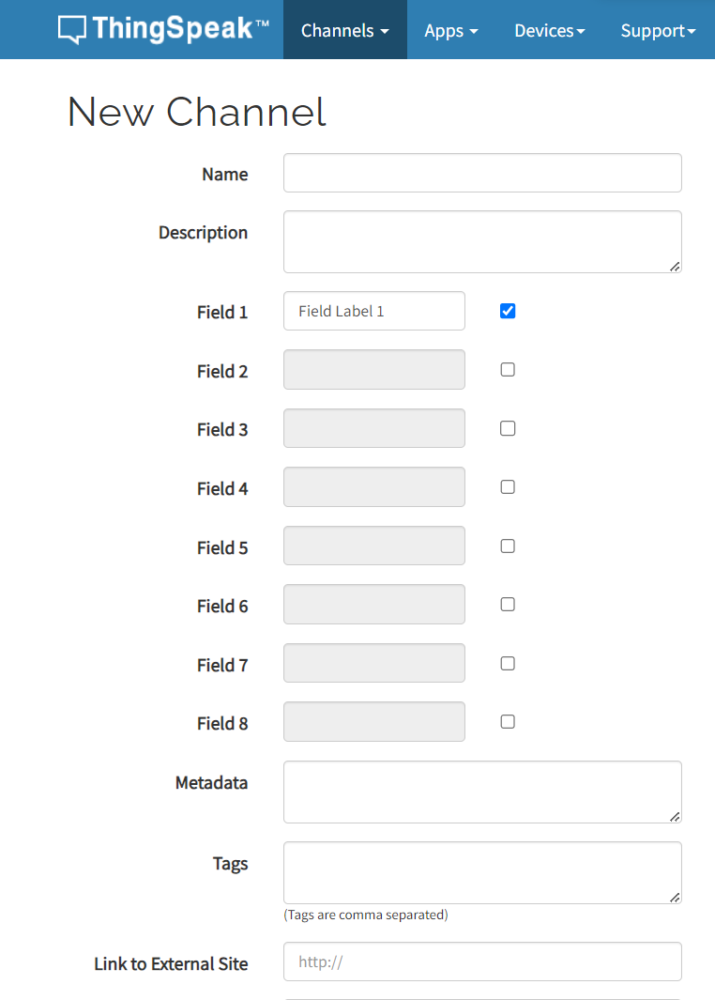 ThingSpeak™ Channels Apps Devices Support
New Channel
Name
Description
Field 1 Field Label 1
Field 2
Field 3
Field 4
Field 5
Field 6
Field 7
Field 8
Metadata
Tags
(Tags are comma separated)
Link to External Site http://